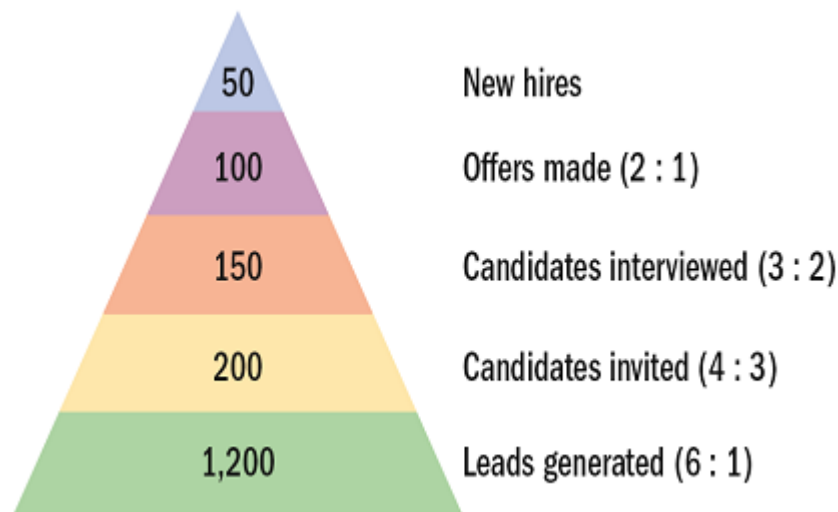 50 New hires
100 Offers made (2 : 1)
150 Candidates interviewed (3 : 2)
200 Candidates invited (4 : 3)
1,200 Leads generated (6 : 1)